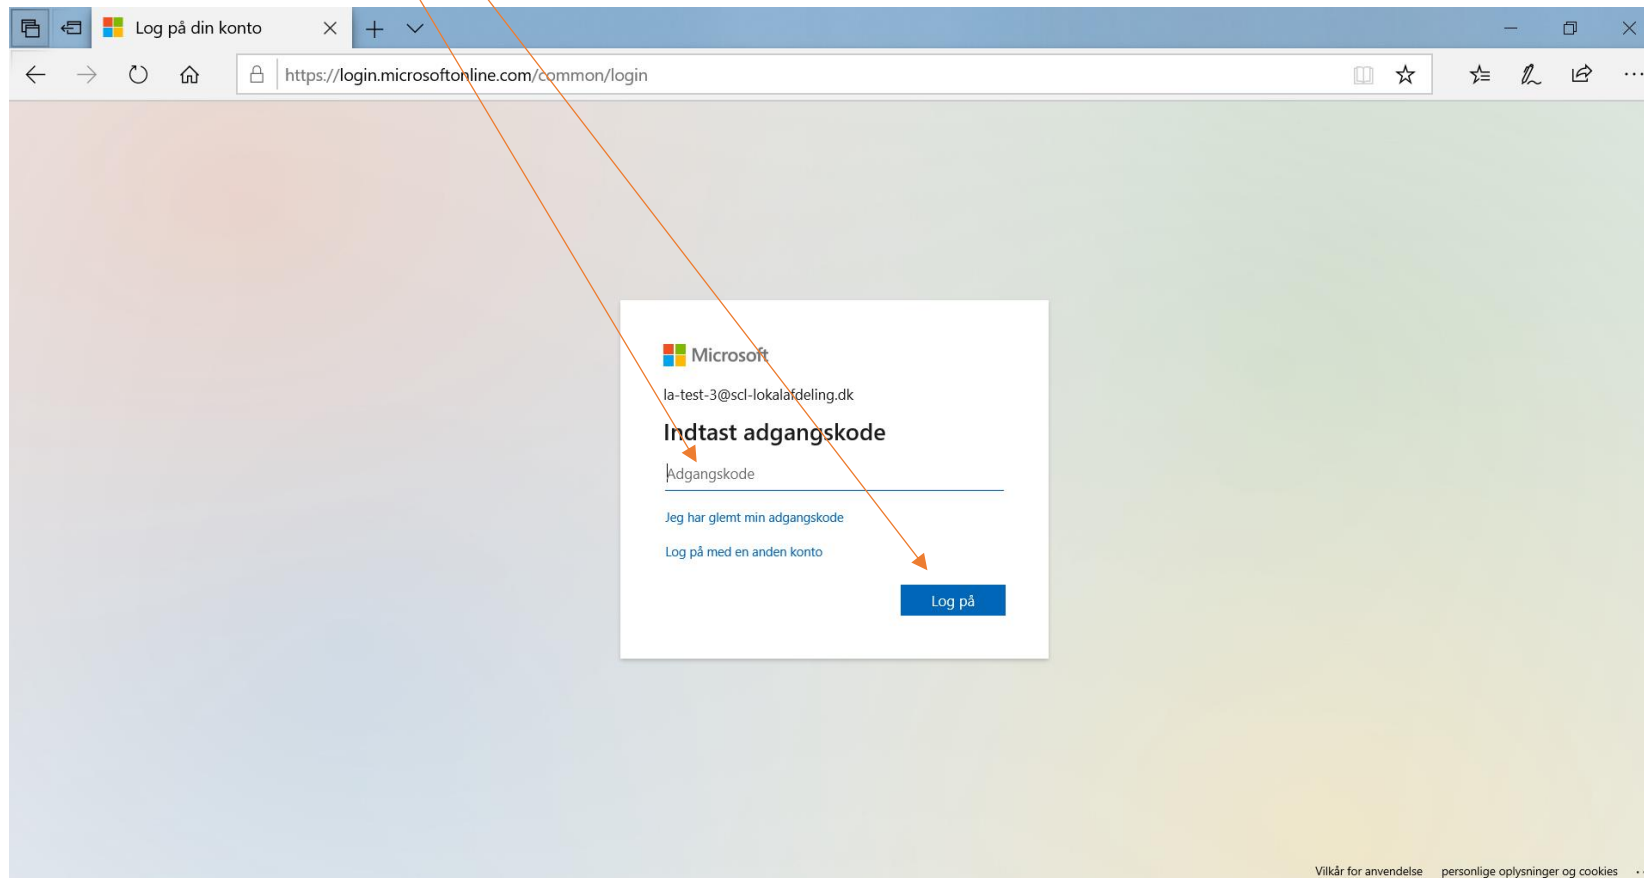 Log på din konto
https://login.microsoftonline.com/common/login
Microsoft
la-test-3@scl-lokalafdeling.dk
Indtast adgangskode
Adgangskode
Jeg har glemt min adgangskode
Log på med en anden konto
Log på
Vilkår for anvendelse personlige oplysninger og cookies